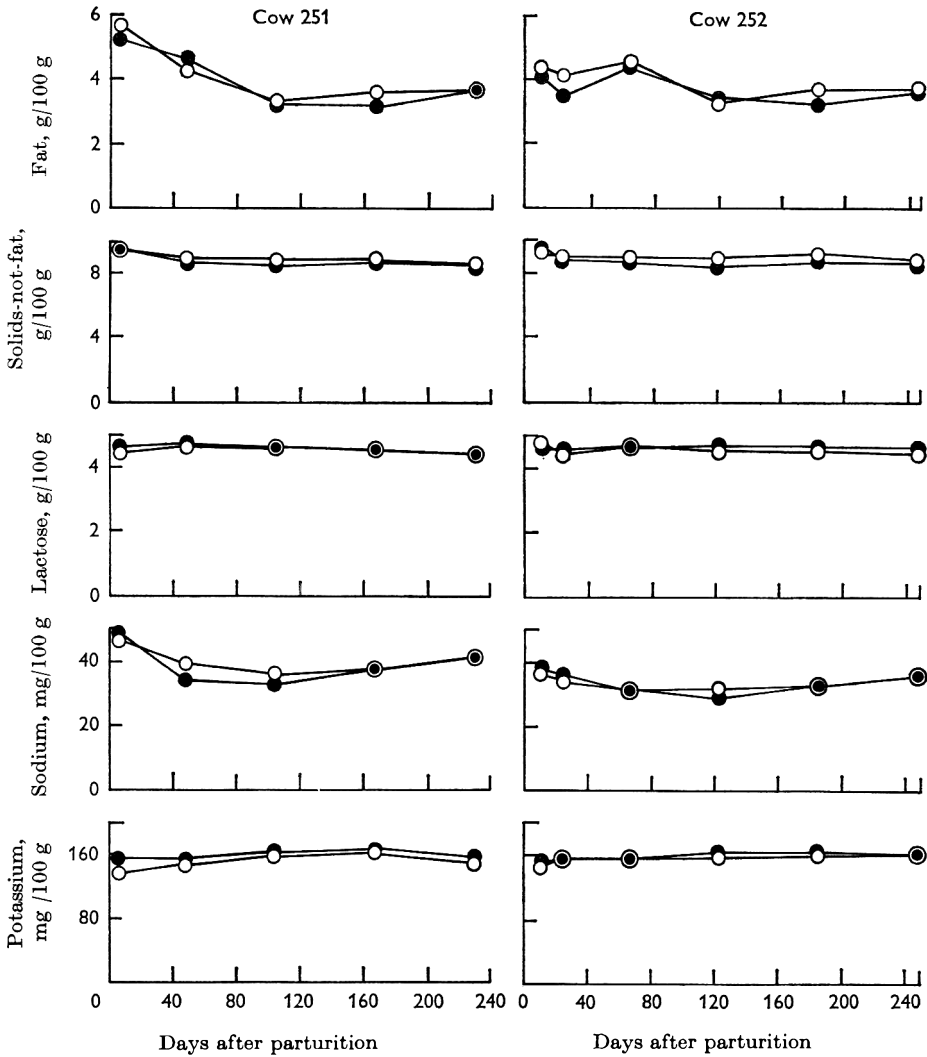 Cow 251
Cow 252
Fat, g/100 g
6
4
2
0
Solids-not-fat,
g/100 g
8
4
0
Lactose, g/100 g
4
2
0
Sodium, mg/100 g
40
20
0
Potassium,
mg /100 g
160
80
0 40 80 120 160 200 240
0 40 80 120 160 200 240
Days after parturition
Days after parturition